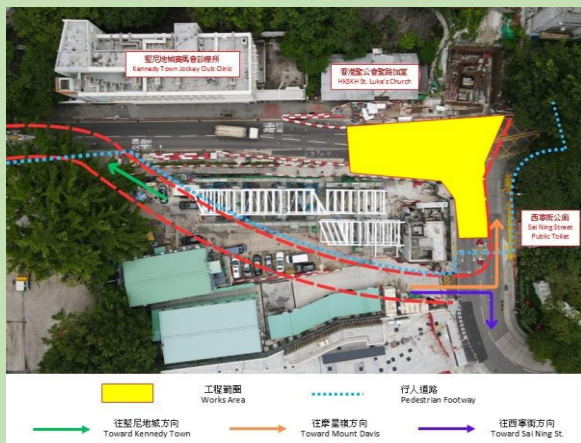 堅尼地城賽馬會診療所
Kennedy Town Jockey Club Clinic
香港聖公會聖路加堂
HKSKH St. Luke's Church
西寧街公廁
Sai Ning Street
Public Toilet
工程範圍
Works Area
行人道路
Pedestrian Footway
往堅尼地城方向
Toward Kennedy Town
往摩星嶺方向
Toward Mount Davis
往西寧街方向
Toward Sai Ning St.